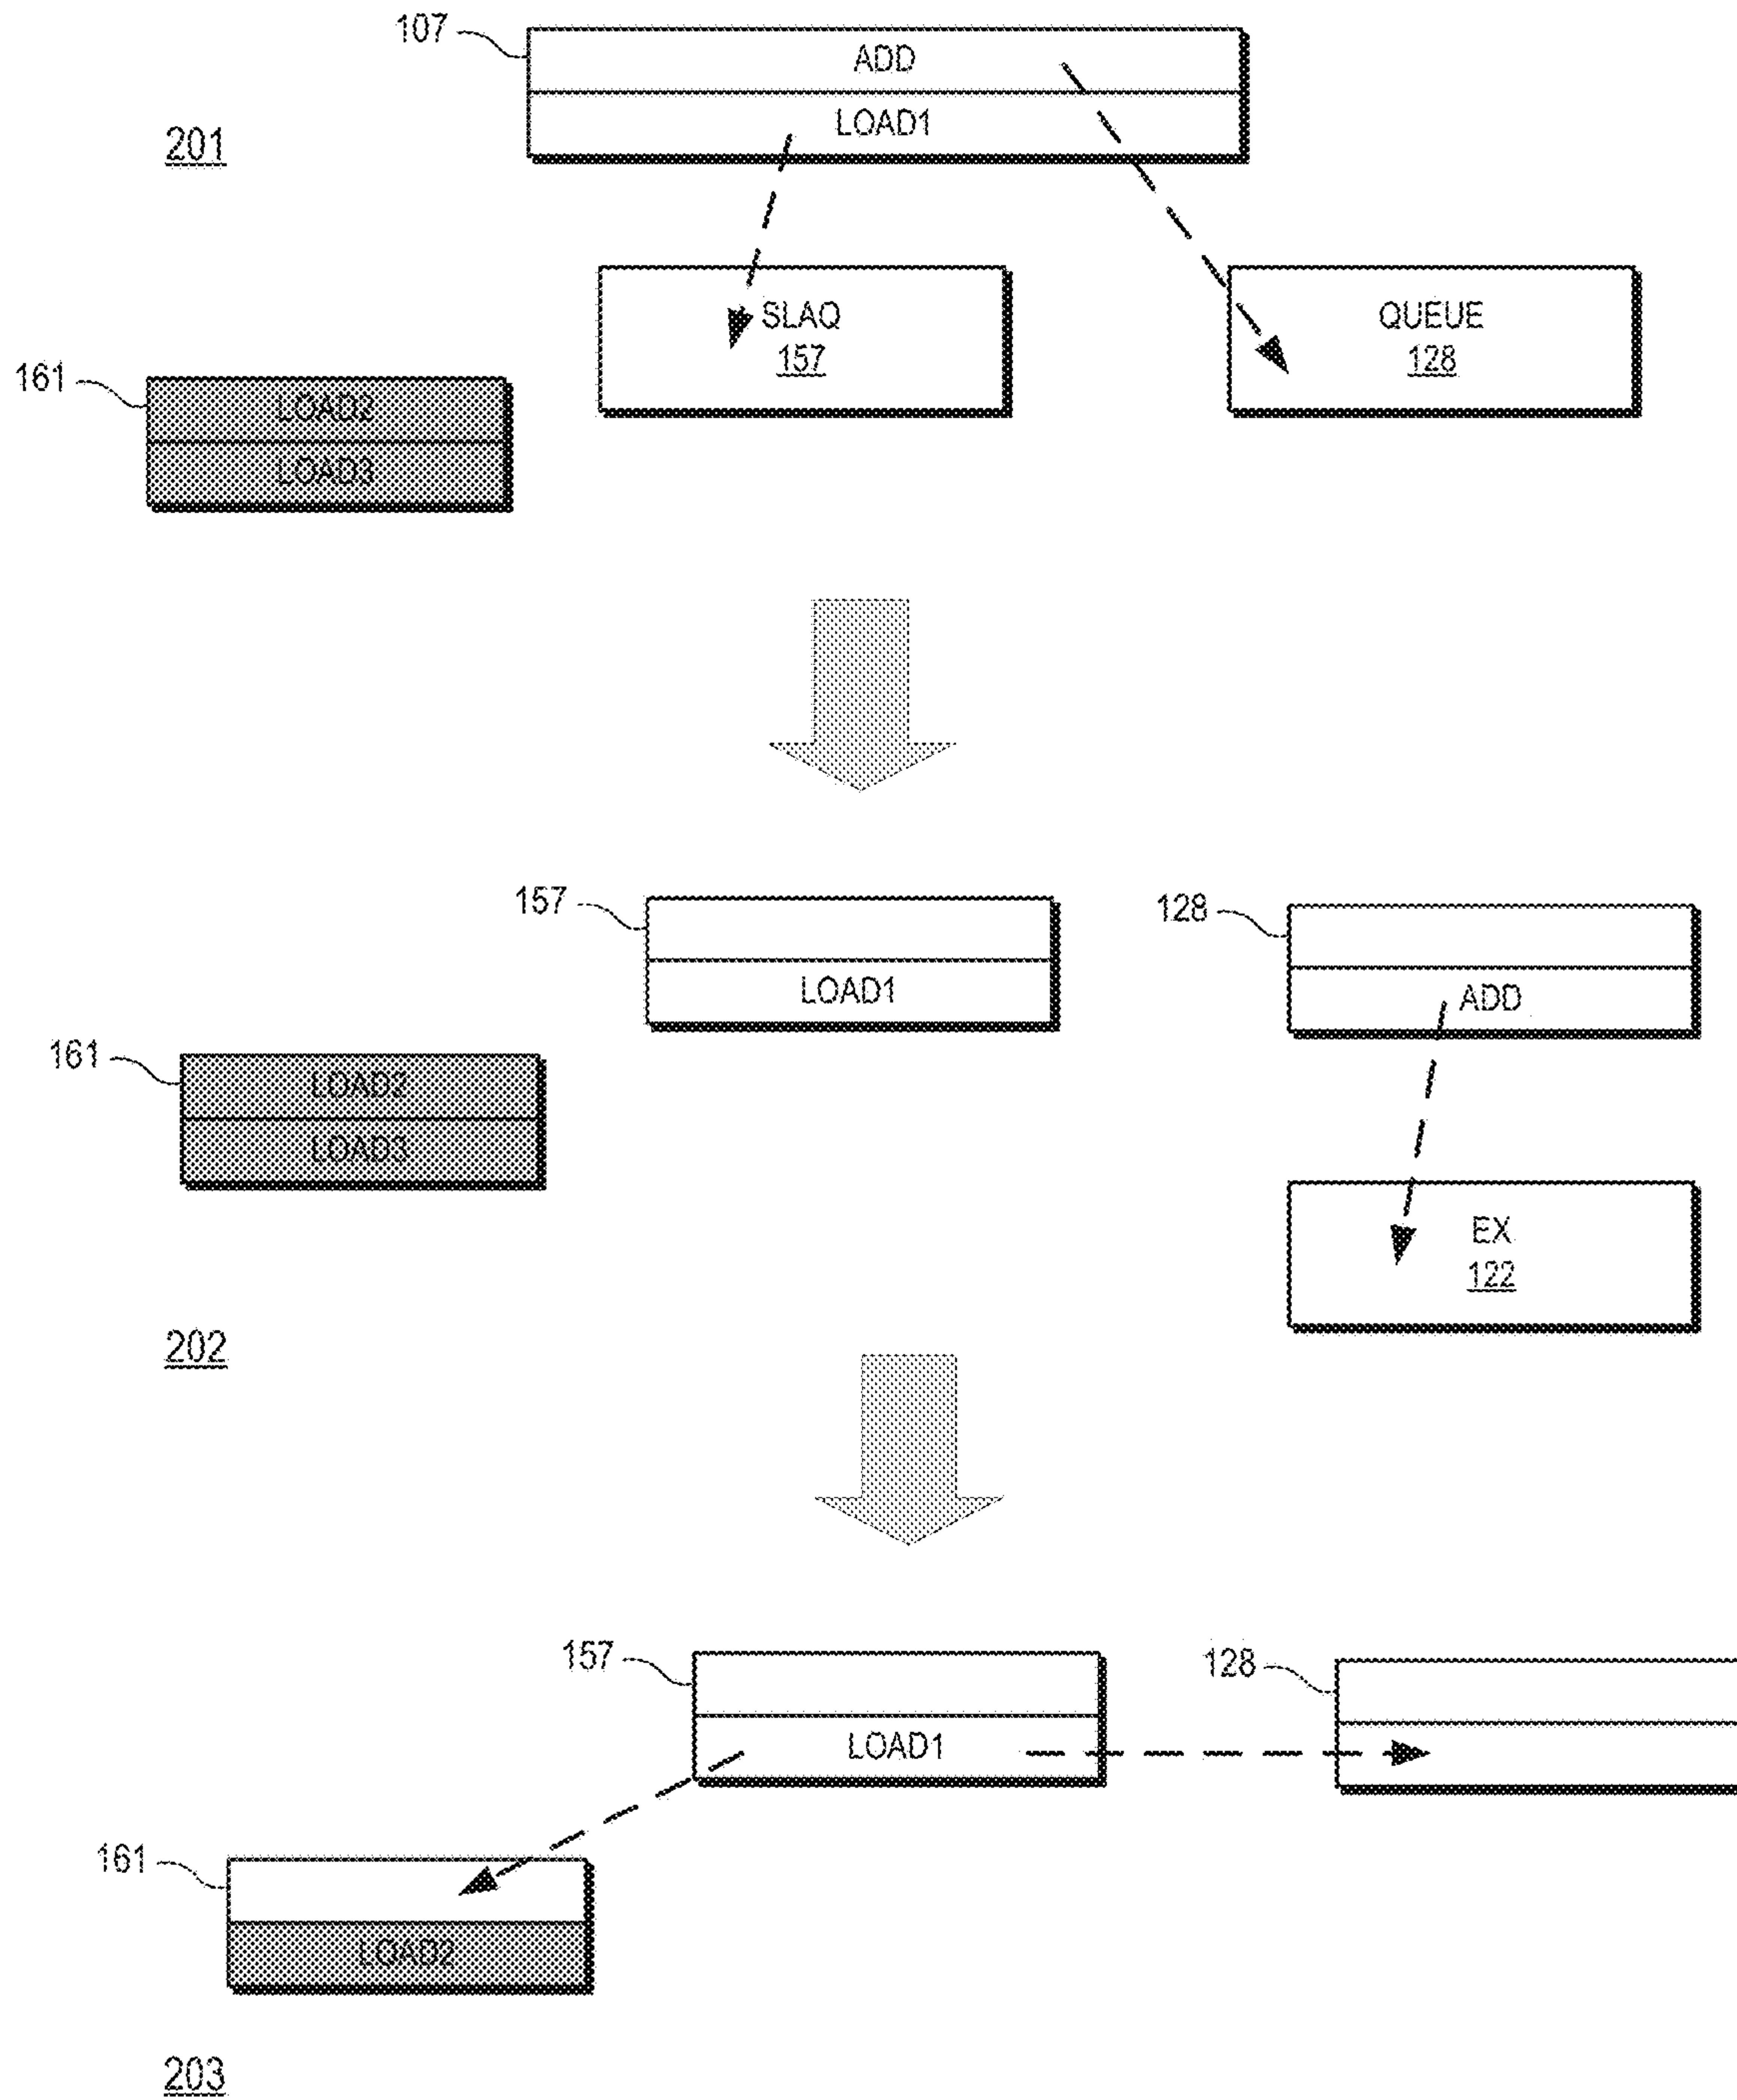 107
ADD
LOAD1
201
SLAQ
157
QUEUE
128
161
LOAD2
LOAD3
157
LOAD1
128
ADD
161
LOAD2
LOAD3
EX
122
202
157
LOAD1
128
161
LOAD2
203